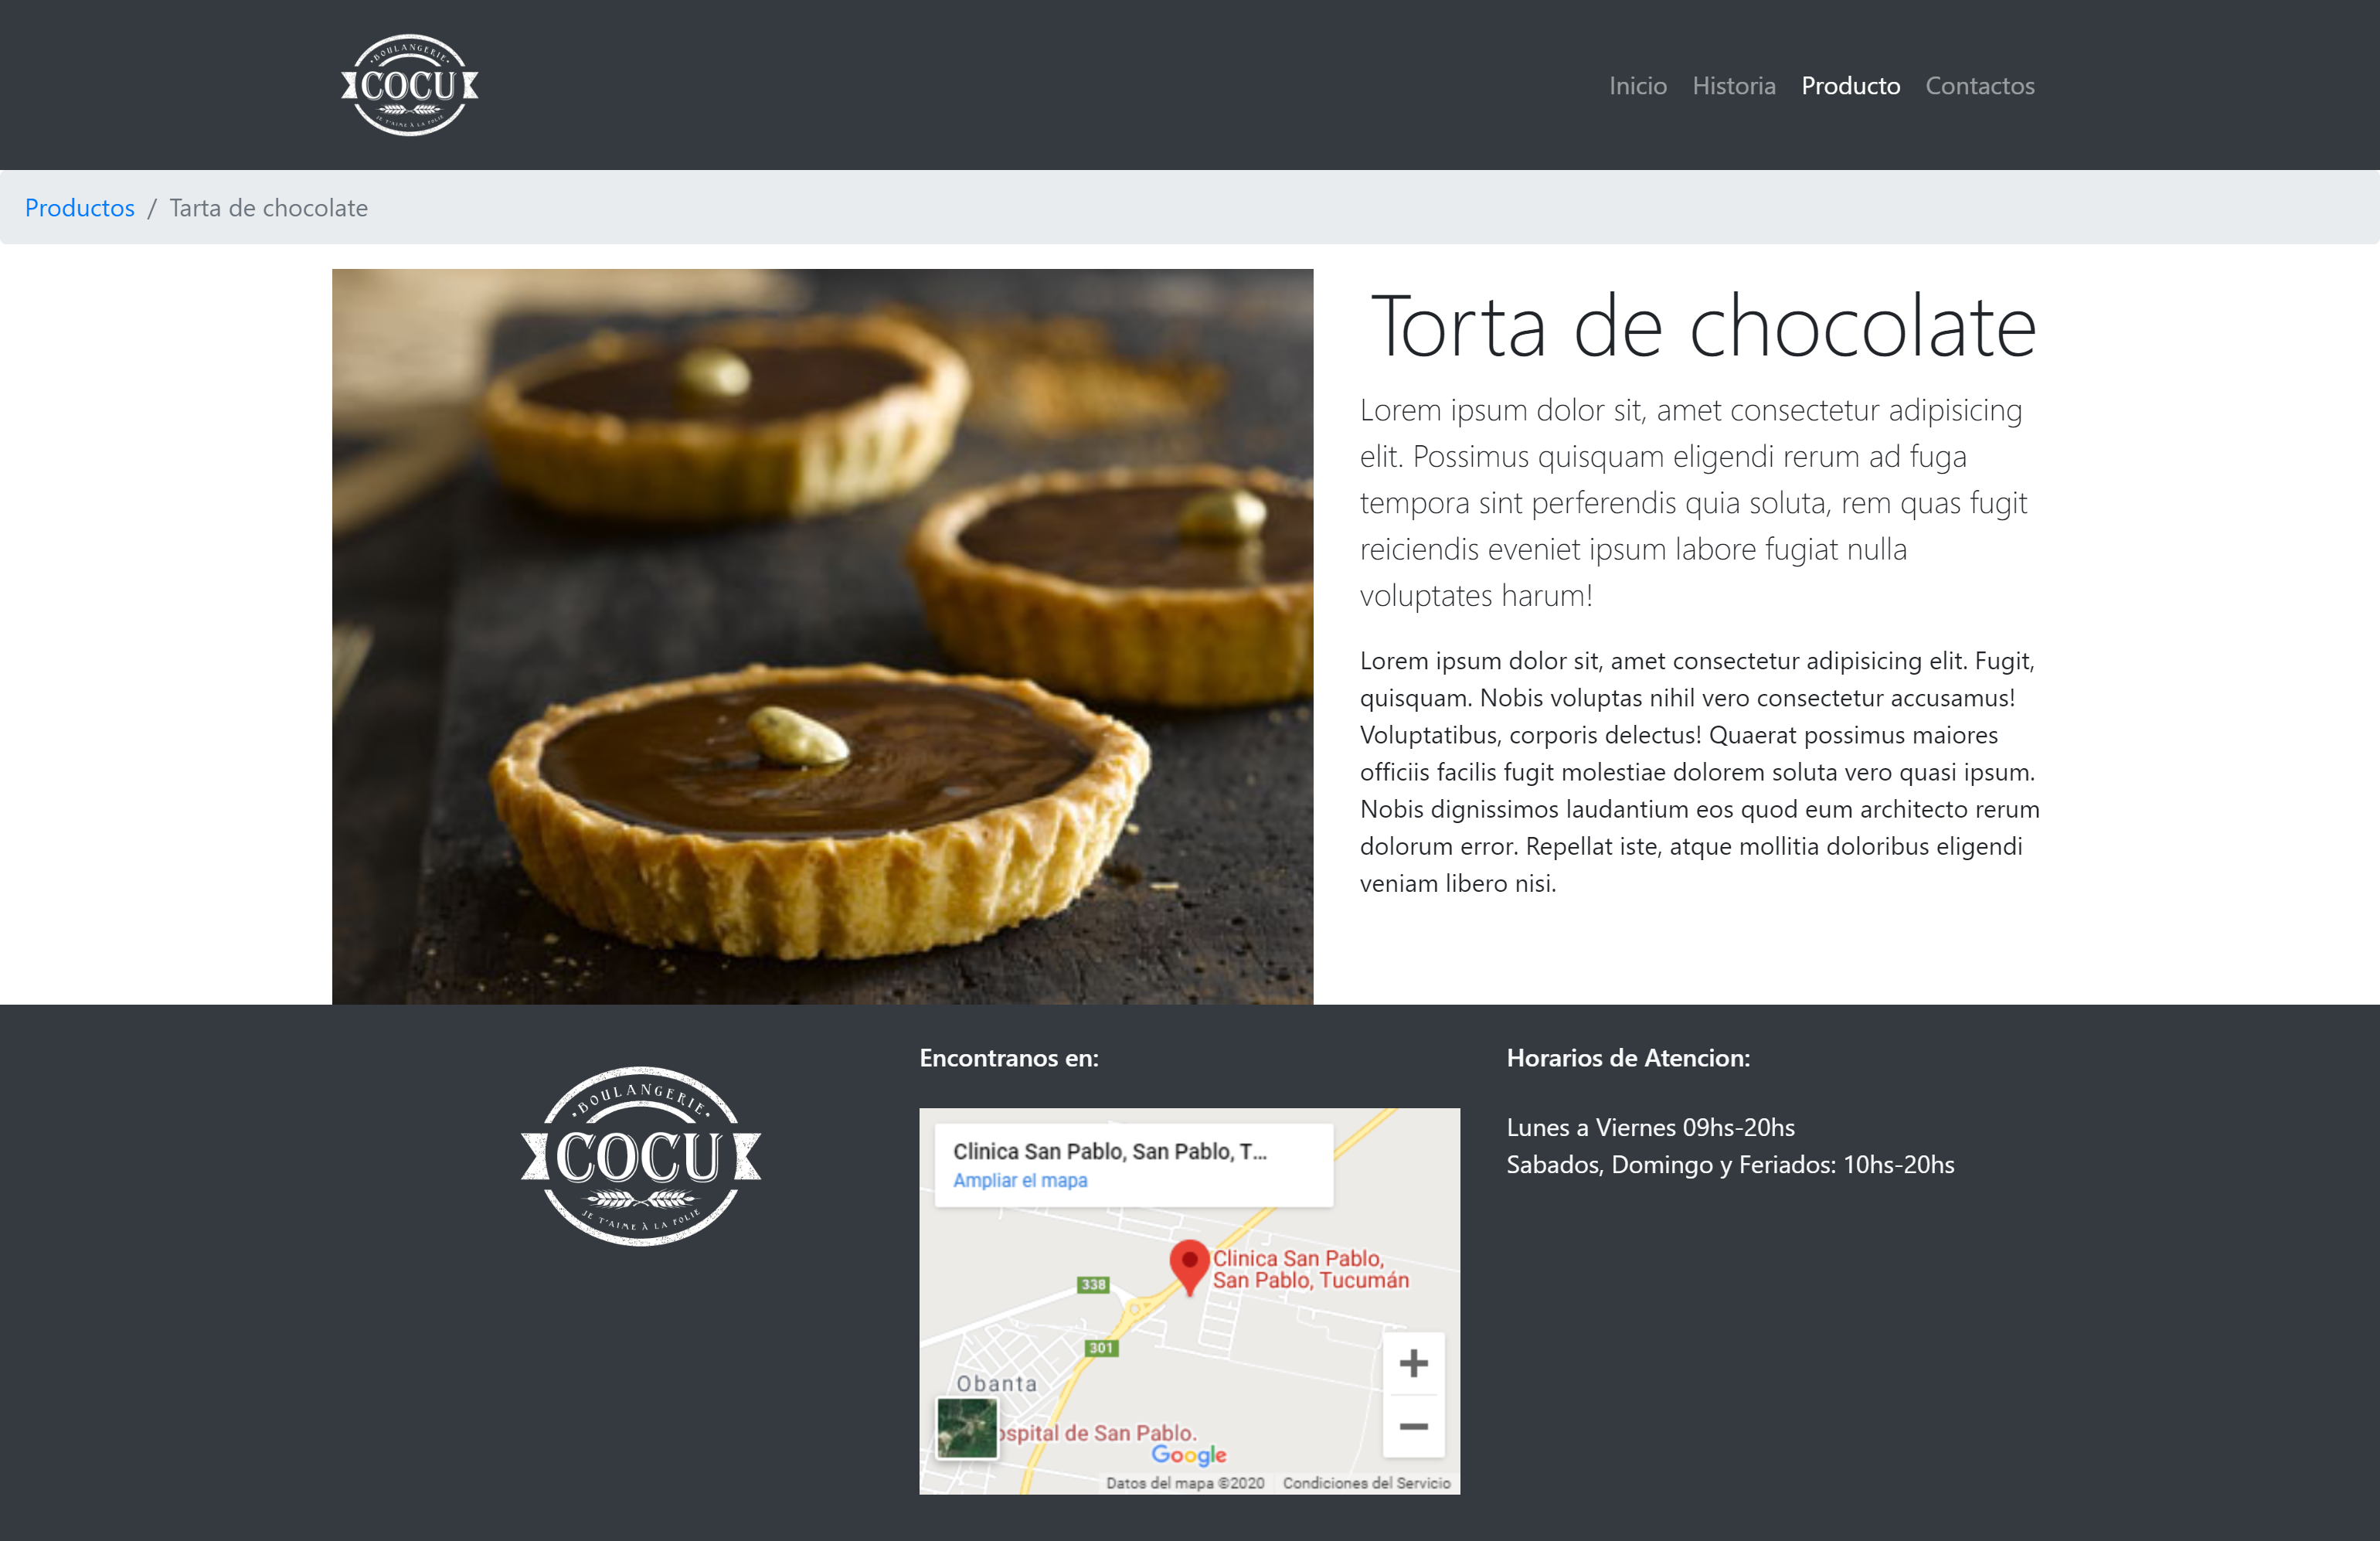 BOULANGERIE
COCU
JE T'AIME À LA FOLIE
Inicio Historia Producto Contactos
Productos / Tarta de chocolate
Torta de chocolate
Lorem ipsum dolor sit, amet consectetur adipisicing
elit. Possimus quisquam eligendi rerum ad fuga
tempora sint perferendis quia soluta, rem quas fugit
reiciendis eveniet ipsum labore fugiat nulla
voluptates harum!
Lorem ipsum dolor sit, amet consectetur adipisicing elit. Fugit,
quisquam. Nobis voluptas nihil vero consectetur accusamus!
Voluptatibus, corporis delectus! Quaerat possimus maiores
officiis facilis fugit molestiae dolorem soluta vero quasi ipsum.
Nobis dignissimos laudantium eos quod eum architecto rerum
dolorum error. Repellat iste, atque mollitia doloribus eligendi
veniam libero nisi.
BOULANGERIE
COCU
JE T'AIME À LA FOLIE
Encontranos en:
Clinica San Pablo, San Pablo, T...
Ampliar el mapa
Clinica San Pablo,
San Pablo, Tucumán
338
301
Obanta
ospital de San Pablo.
Google
Datos del mapa ©2020 Condiciones del Servicio
Horarios de Atencion:
Lunes a Viernes 09hs-20hs
Sabados, Domingo y Feriados: 10hs-20hs